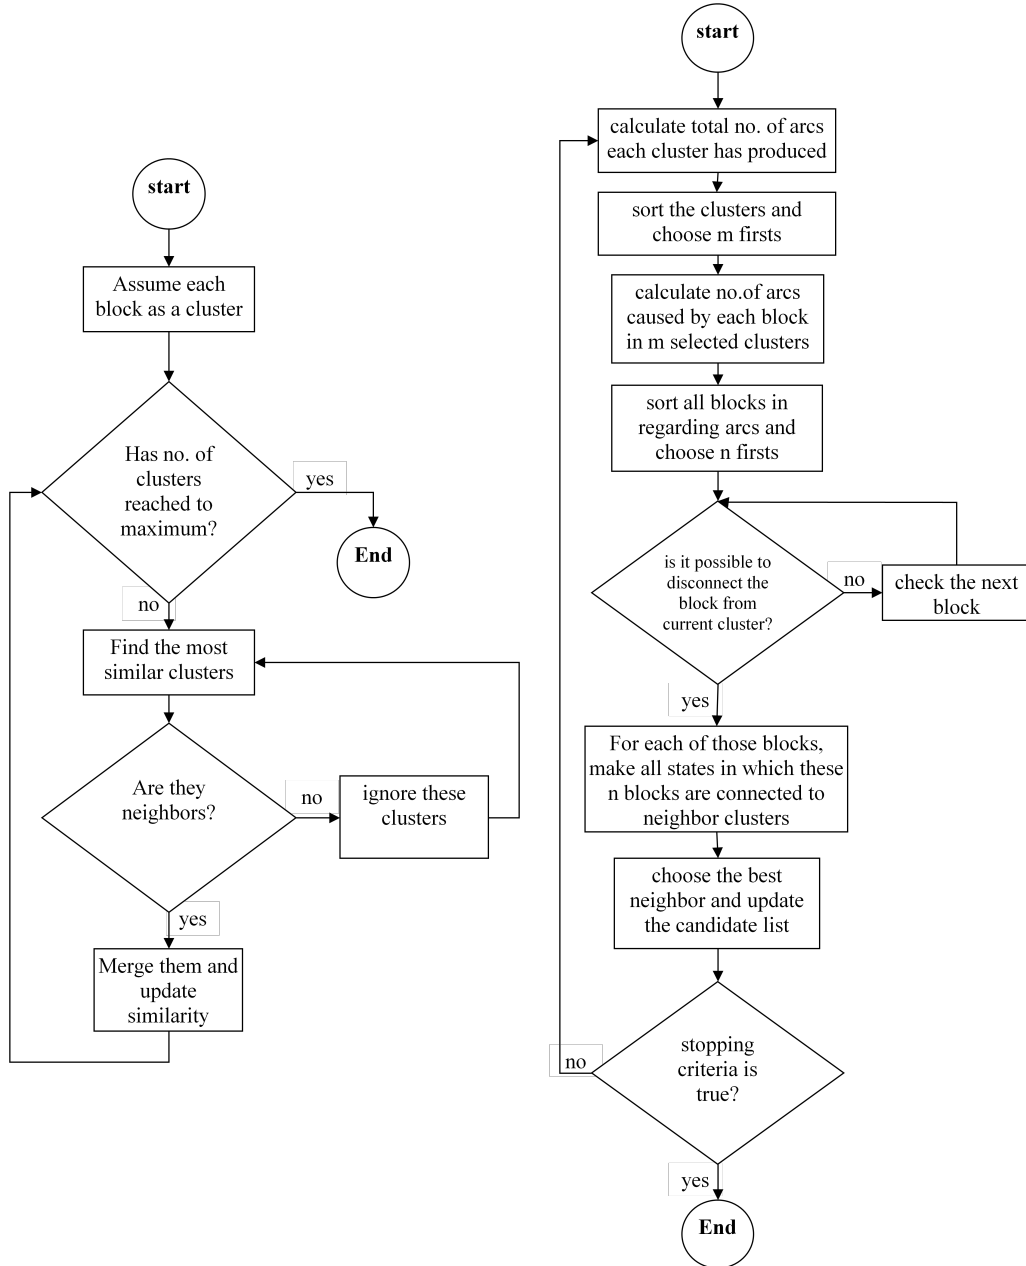 start
Assume each
block as a cluster
Has no. of
clusters
reached to
maximum?
yes
End
no
Find the most
similar clusters
Are they
neighbors?
no
ignore these
clusters
yes
Merge them and
update
similarity
start
calculate total no. of arcs
each cluster has produced
sort the clusters and
choose m firsts
calculate no.of arcs
caused by each block
in m selected clusters
sort all blocks in
regarding arcs and
choose n firsts
is it possible to
disconnect the
block from
current cluster?
no
check the next
block
yes
For each of those blocks,
make all states in which these
n blocks are connected to
neighbor clusters
choose the best
neighbor and update
the candidate list
stopping
criteria is
true?
no
yes
End